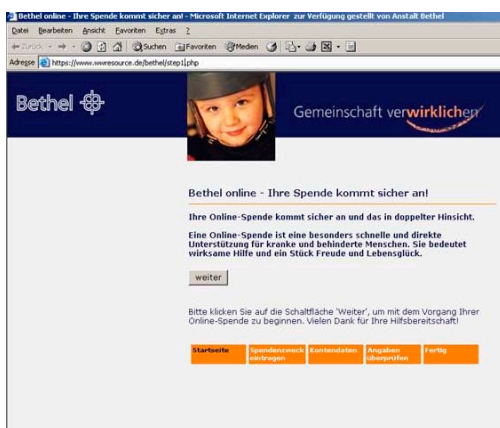 Bethel online - Ihre Spende kommt sicher an! - Microsoft Internet Explorer zur Verfügung gestellt von Anstalt Bethel
Datei Bearbeiten Ansicht Favoriten Extras ?
Zurück Suchen Favoriten Medien
Adresse https://www.wwresource.de/bethel/step1.php
Bethel
Gemeinschaft verwirklichen
Bethel online - Ihre Spende kommt sicher an!
Ihre Online-Spende kommt sicher an und das in doppelter Hinsicht.
Eine Online-Spende ist eine besonders schnelle und direkte
Unterstützung für kranke und behinderte Menschen. Sie bedeutet
wirksame Hilfe und ein Stück Freude und Lebensglück.
weiter
Bitte klicken Sie auf die Schaltfläche 'Weiter', um mit dem Vorgang Ihrer
Online-Spende zu beginnen. Vielen Dank für Ihre Hilfsbereitschaft!
Startseite Spendenzweck Kontendaten Angaben Fertig
eintragen überprüfen